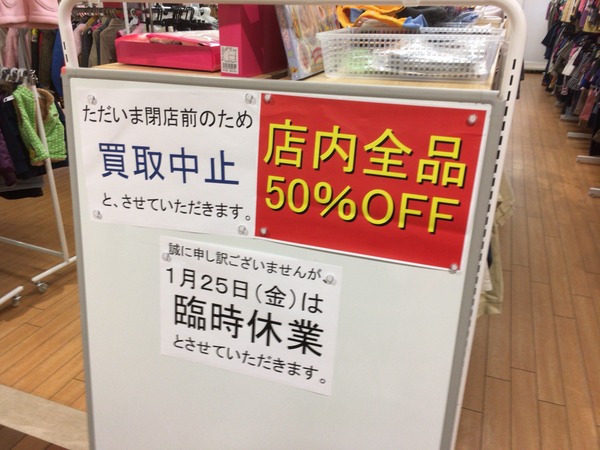 ただいま閉店前のため
買取中止
と、させていただきます。
店内全品
50%OFF
誠に申し訳ございませんが、
1月25日(金)は
臨時休業
とさせていただきます。